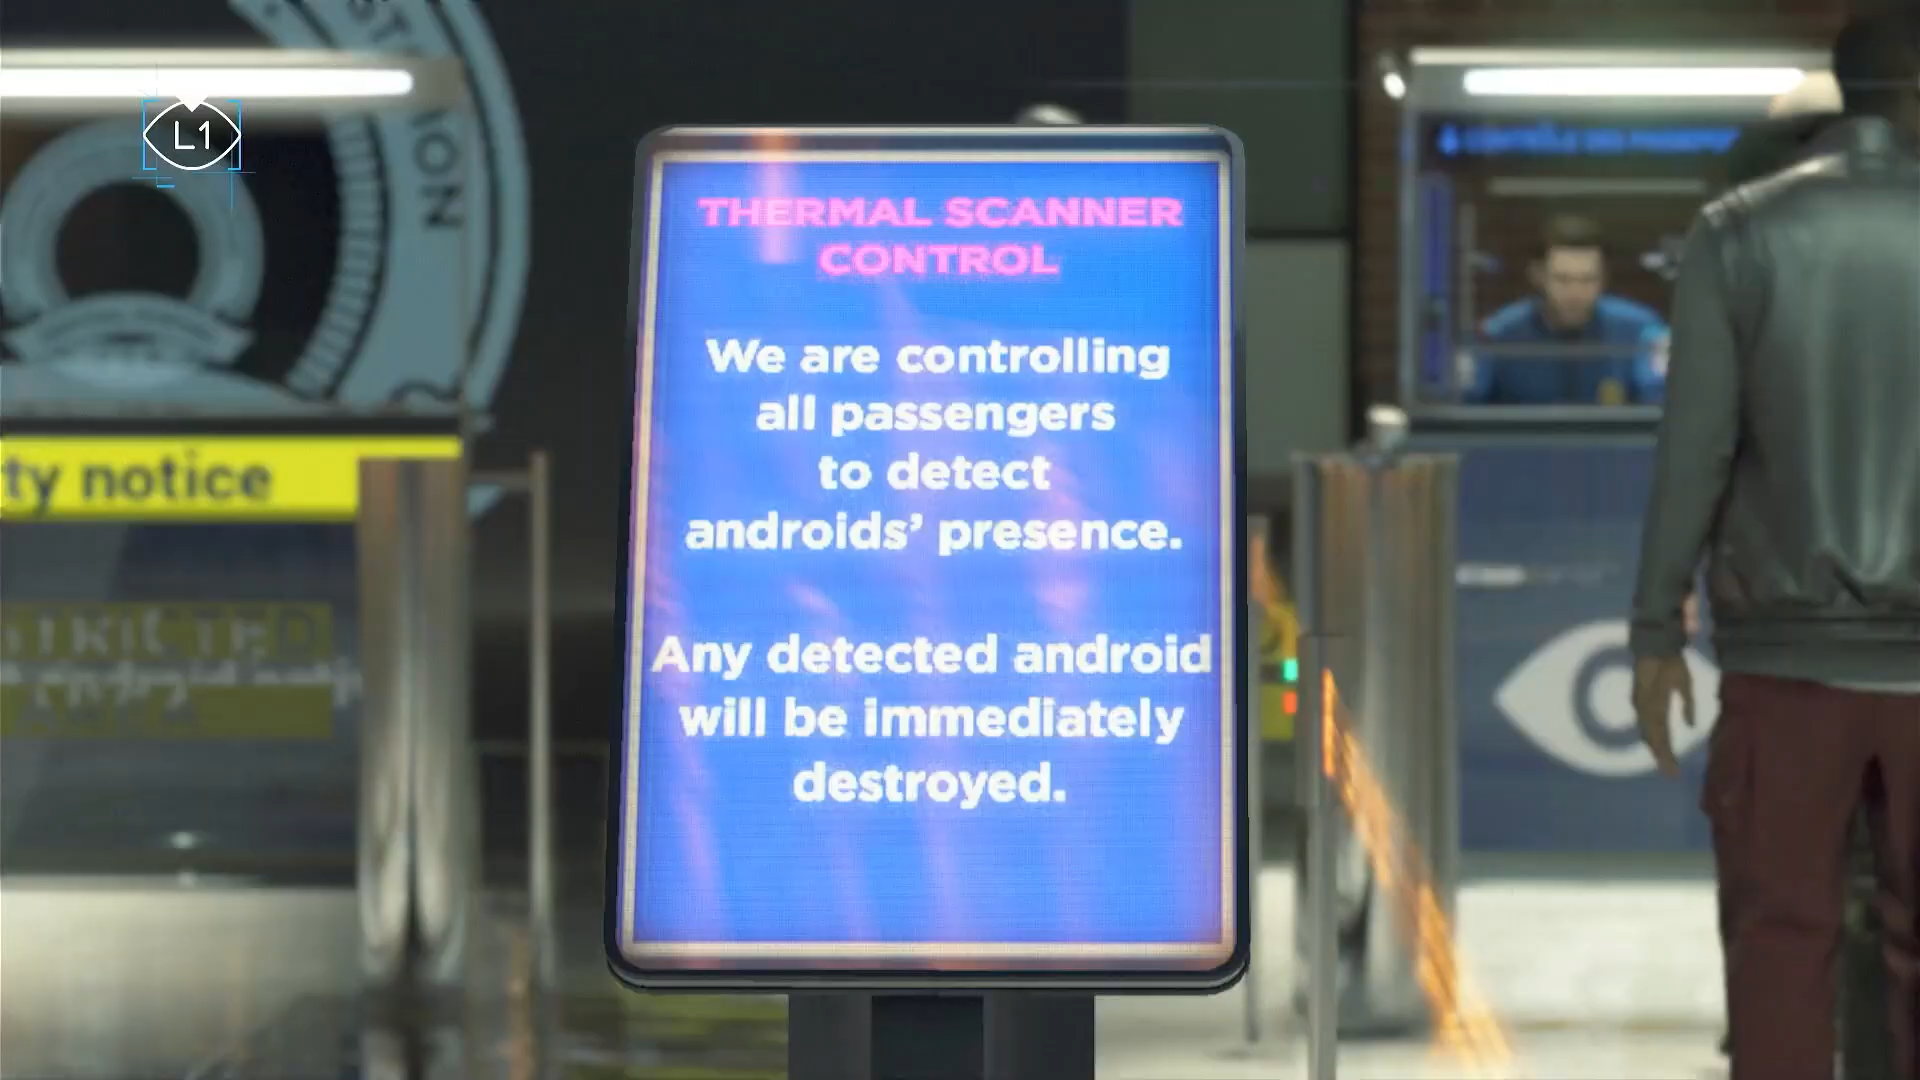 L1
THERMAL SCANNER
CONTROL
We are controlling
all passengers
to detect
androids' presence.
Any detected android
will be immediately
destroyed.
ty notice